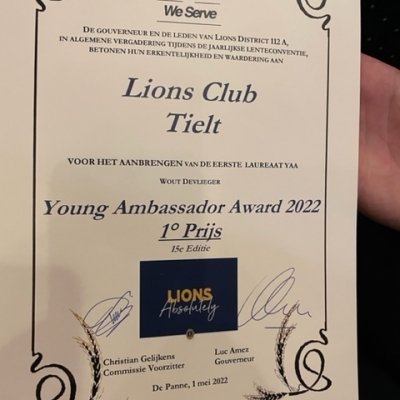 We Serve
De gouverneur en de leden van Lions District 112 A,
in algemene vergadering tijdens de jaarlijkse lenteconventie,
betonen hun erkentelijkheid en waardering aan
Lions Club
Tielt
voor het aanbrengen van de eerste laureaat YAA
Wout Devlieger
Young Ambassador Award 2022
1° Prijs
15e Editie
LIONS
Absolutely
Christian Gelijkens
Commissie Voorzitter
Luc Amez
Gouverneur
De Panne, 1 mei 2022